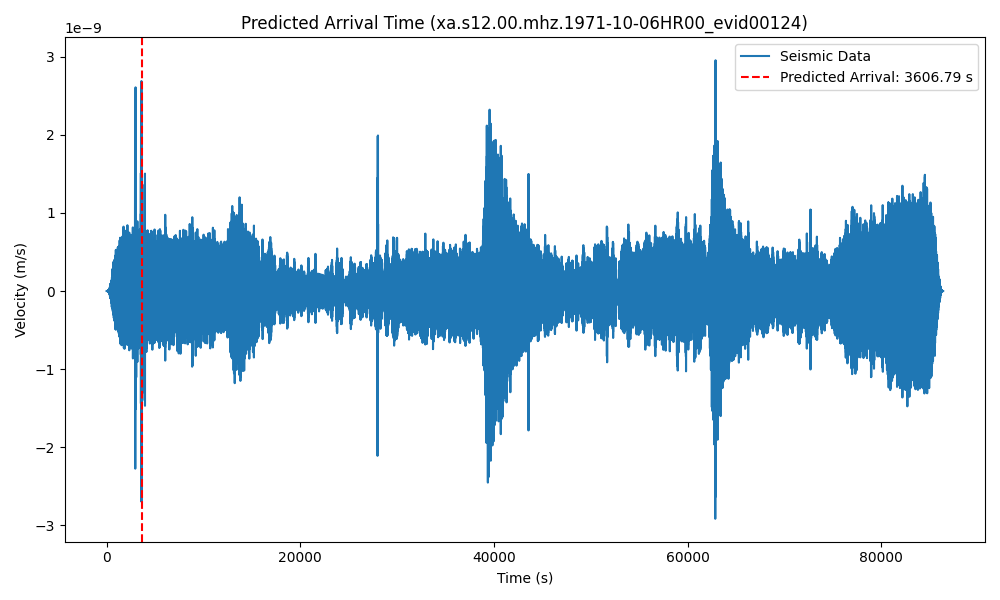 Predicted Arrival Time (xa.s12.00.mhz.1971-10-06HR00_evid00124)
1e−9
Seismic Data
Predicted Arrival: 3606.79 s
3
2
1
0
−1
−2
−3
Velocity (m/s)
0 20000 40000 60000 80000
Time (s)